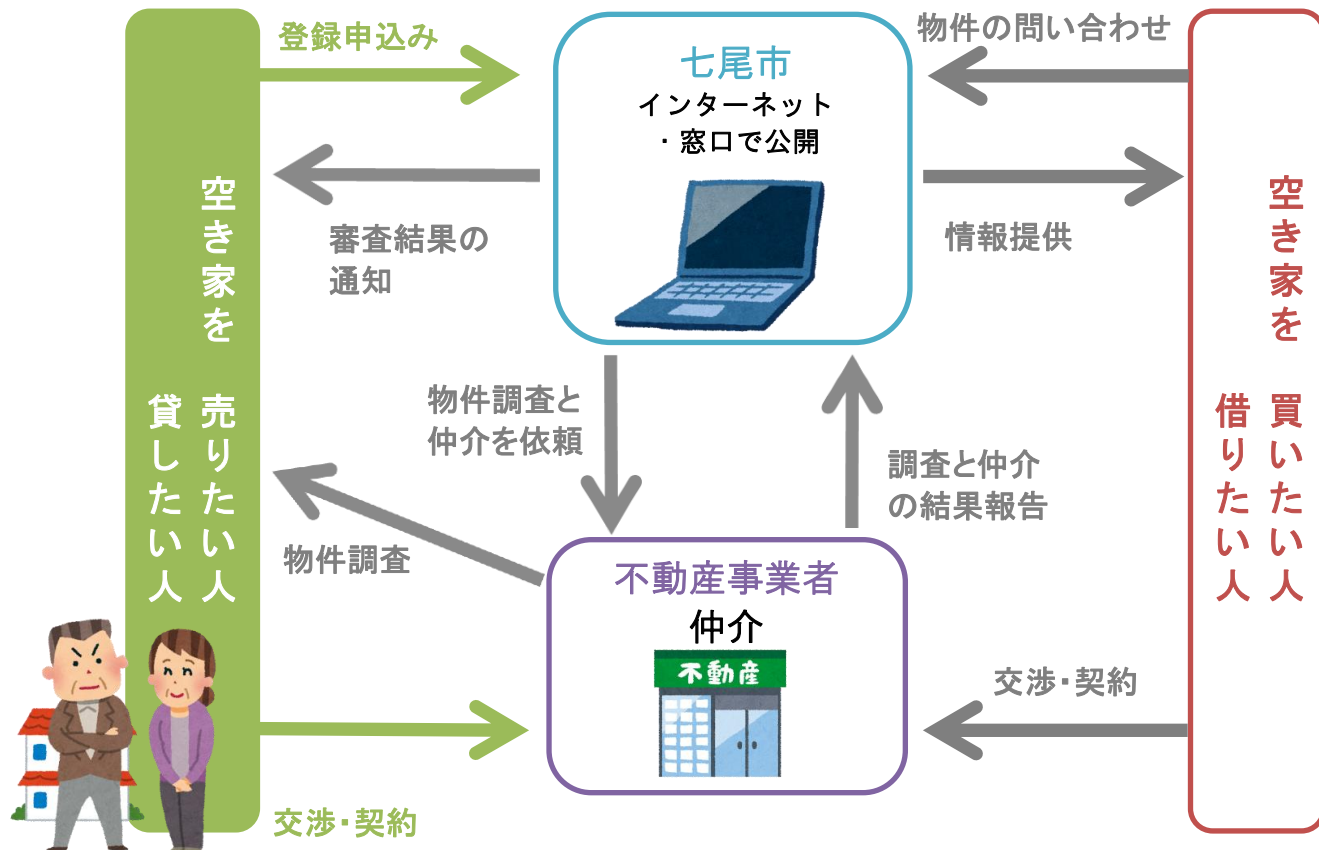 登録申込み
七尾市
インターネット
・窓口で公開
物件の問い合わせ
審査結果の
通知
情報提供
空き家を 売りたい人
貸したい人
空き家を 買いたい人
借りたい人
物件調査と
仲介を依頼
調査と仲介
の結果報告
物件調査
不動産事業者
仲介
不動産
交渉・契約
交渉・契約